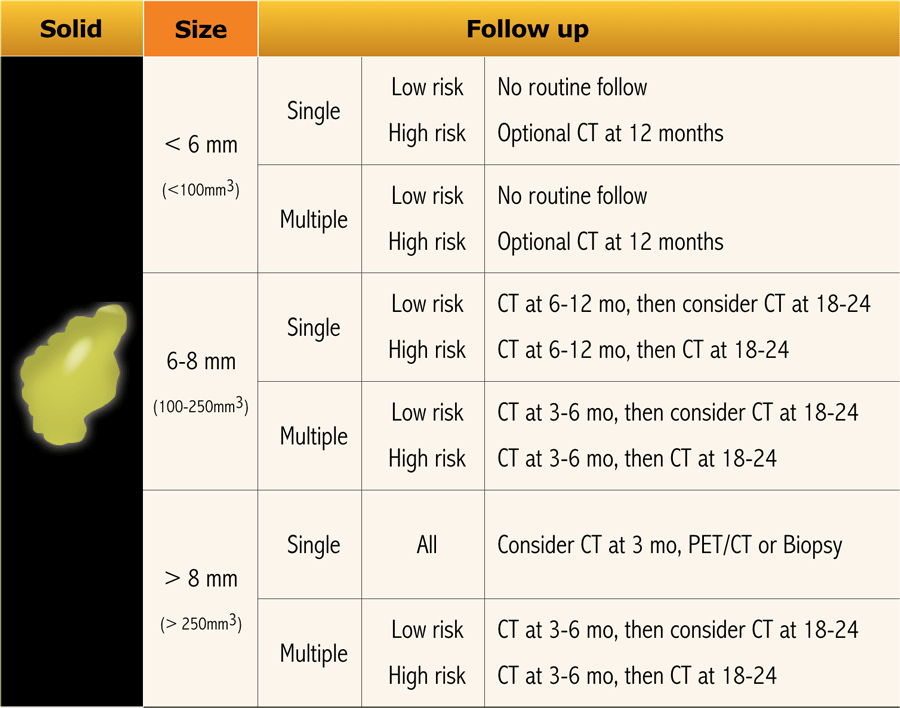 Solid Size Follow up
< 6 mm
(<100mm³)
Single
Low risk No routine follow
High risk Optional CT at 12 months
Multiple
Low risk No routine follow
High risk Optional CT at 12 months
6-8 mm
(100-250mm³)
Single
Low risk CT at 6-12 mo, then consider CT at 18-24
High risk CT at 6-12 mo, then CT at 18-24
Multiple
Low risk CT at 3-6 mo, then consider CT at 18-24
High risk CT at 3-6 mo, then CT at 18-24
> 8 mm
(> 250mm³)
Single All Consider CT at 3 mo, PET/CT or Biopsy
Multiple
Low risk CT at 3-6 mo, then consider CT at 18-24
High risk CT at 3-6 mo, then CT at 18-24